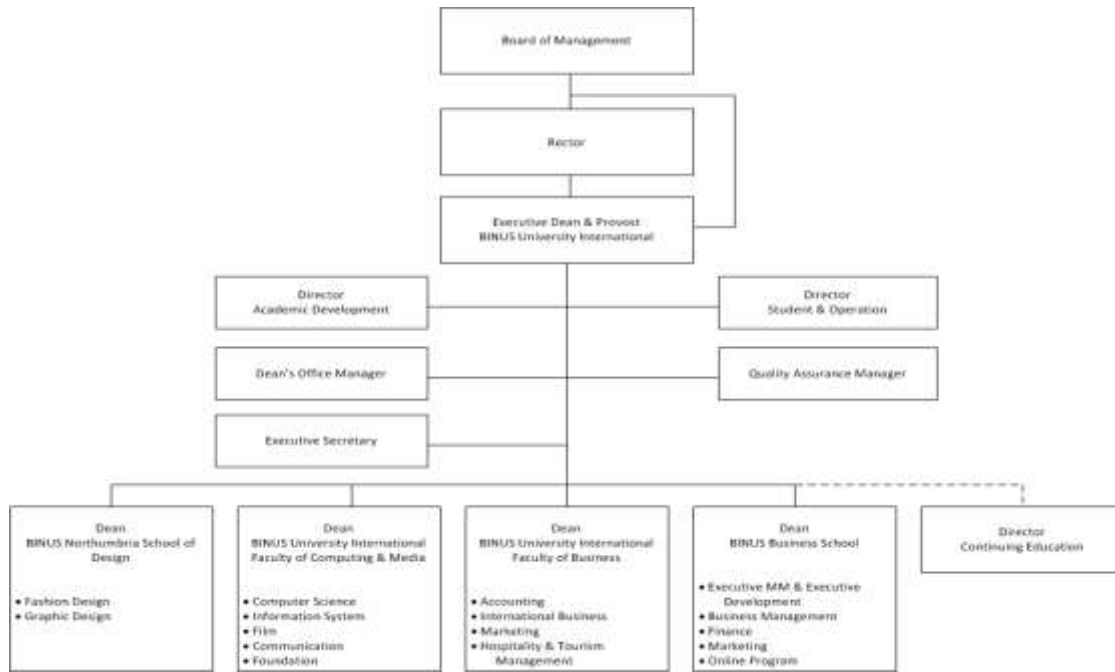 Board of Management
Rector
Executive Dean & Provost
BINUS University International
Director
Academic Development
Director
Student & Operation
Dean's Office Manager
Quality Assurance Manager
Executive Secretary
Dean
BINUS Northumbria School of
Design
• Fashion Design
• Graphic Design
Dean
BINUS University International
Faculty of Computing & Media
• Computer Science
• Information System
• Film
• Communication
• Foundation
Dean
BINUS University International
Faculty of Business
• Accounting
• International Business
• Marketing
• Hospitality & Tourism
Management
Dean
BINUS Business School
• Executive MM & Executive
Development
• Business Management
• Finance
• Marketing
• Online Program
Director
Continuing Education